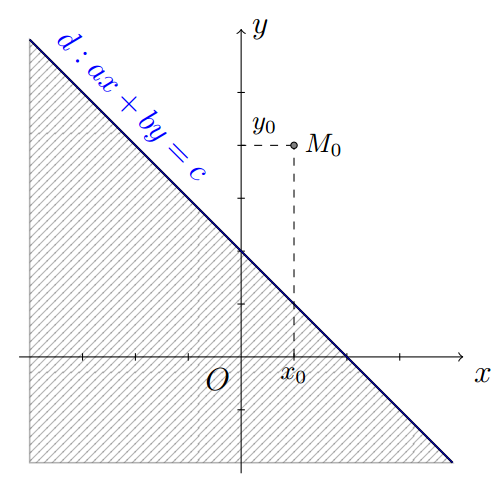 y
d : ax + by = c
y₀
M₀
O
x₀
x